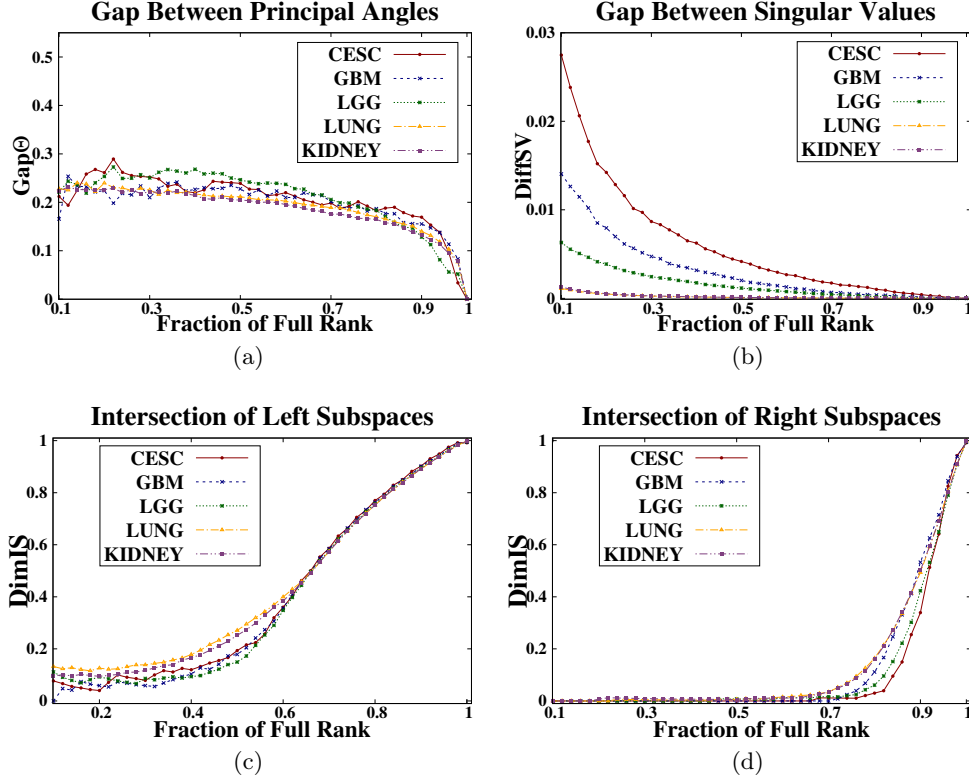 Gap Between Principal Angles
0.5
0.4
0.3
0.2
0.1
0
GapΘ
CESC
GBM
LGG
LUNG
KIDNEY
0.1 0.3 0.5 0.7 0.9 1
Fraction of Full Rank
(a)
Gap Between Singular Values
0.03
0.02
0.01
0
DiffSV
CESC
GBM
LGG
LUNG
KIDNEY
0.1 0.3 0.5 0.7 0.9 1
Fraction of Full Rank
(b)
Intersection of Left Subspaces
1
0.8
0.6
0.4
0.2
0
DimIS
CESC
GBM
LGG
LUNG
KIDNEY
0.2 0.4 0.6 0.8 1
Fraction of Full Rank
(c)
Intersection of Right Subspaces
1
0.8
0.6
0.4
0.2
0
DimIS
CESC
GBM
LGG
LUNG
KIDNEY
0.1 0.3 0.5 0.7 0.9 1
Fraction of Full Rank
(d)